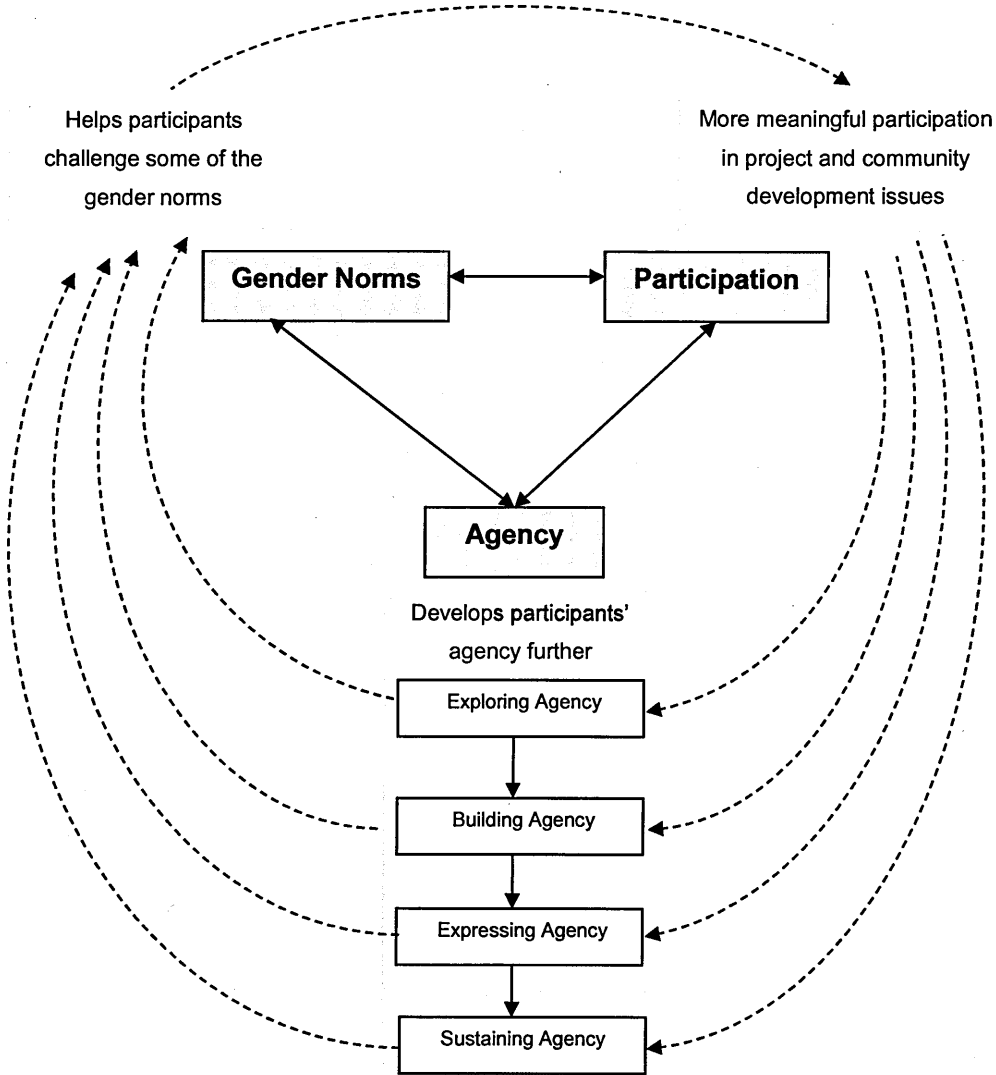 Helps participants
challenge some of the
gender norms
More meaningful participation
in project and community
development issues
Gender Norms
Participation
Agency
Develops participants'
agency further
Exploring Agency
Building Agency
Expressing Agency
Sustaining Agency